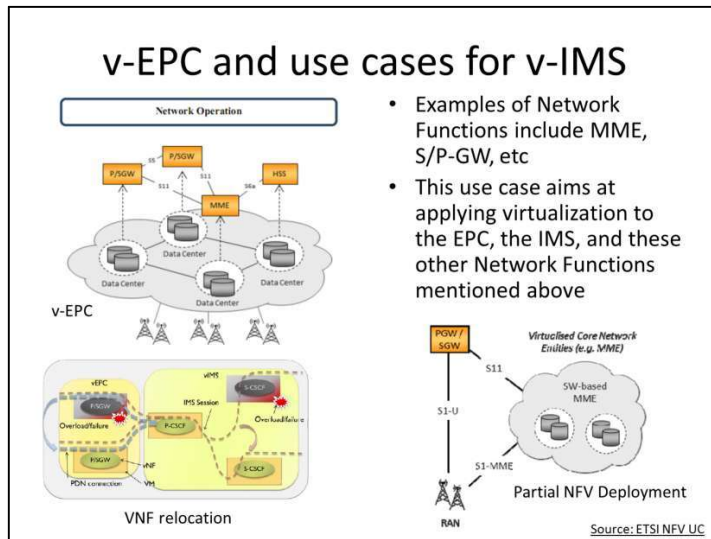 v-EPC and use cases for v-IMS
Network Operation
P/SGW
S5
P/SGW
S11
S11
MME
S6a
HSS
Data Center
Data Center
Data Center
Data Center
v-EPC
• Examples of Network
Functions include MME,
S/P-GW, etc
• This use case aims at
applying virtualization to
the EPC, the IMS, and these
other Network Functions
mentioned above
vEPC
P/SGW
Overload/failure
vIMS
S-CSCF
IMS Session
Overload/failure
P-CSCF
HSGW
vNF
VM
PDN connection
S-CSCF
VNF relocation
PGW /
SGW
Virtualised Core Network
Entities (e.g. MME)
S11
SW-based
MME
S1-U
S1-MME
RAN
Partial NFV Deployment
Source: ETSI NFV UC